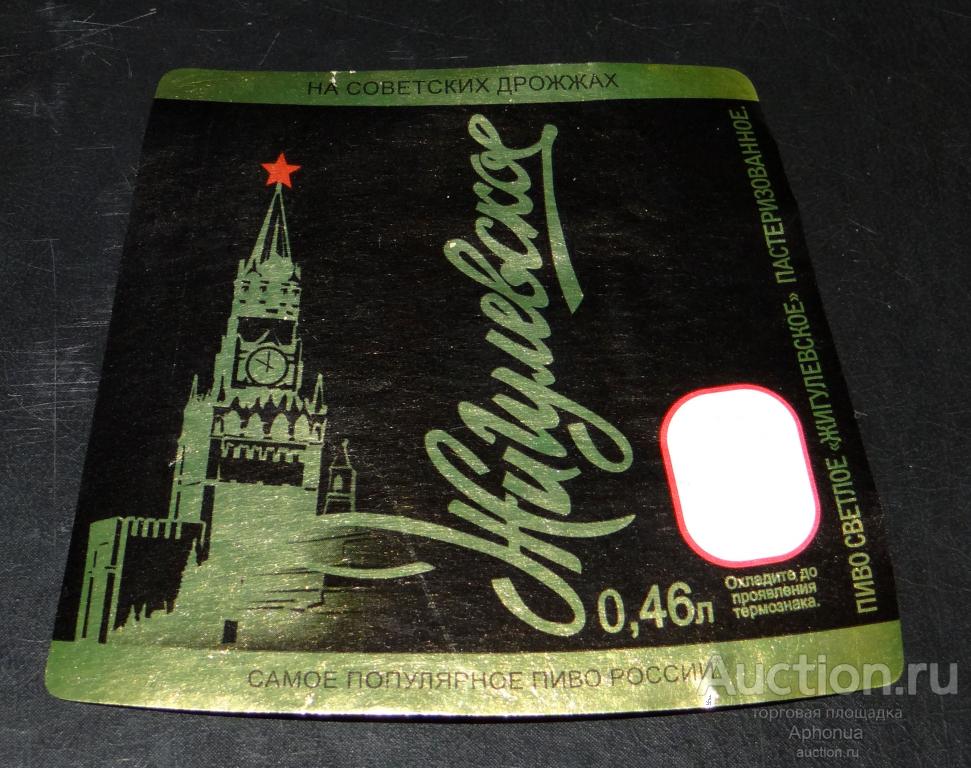 НА СОВЕТСКИХ ДРОЖЖАХ
Жигулевское
ПИВО СВЕТЛОЕ «ЖИГУЛЕВСКОЕ» ПАСТЕРИЗОВАННОЕ.
0,46л
Охладите до
проявления
термознака.
САМОЕ ПОПУЛЯРНОЕ ПИВО РОССИИ
Auction.ru
торговая площадка
Aphonua
auction.ru